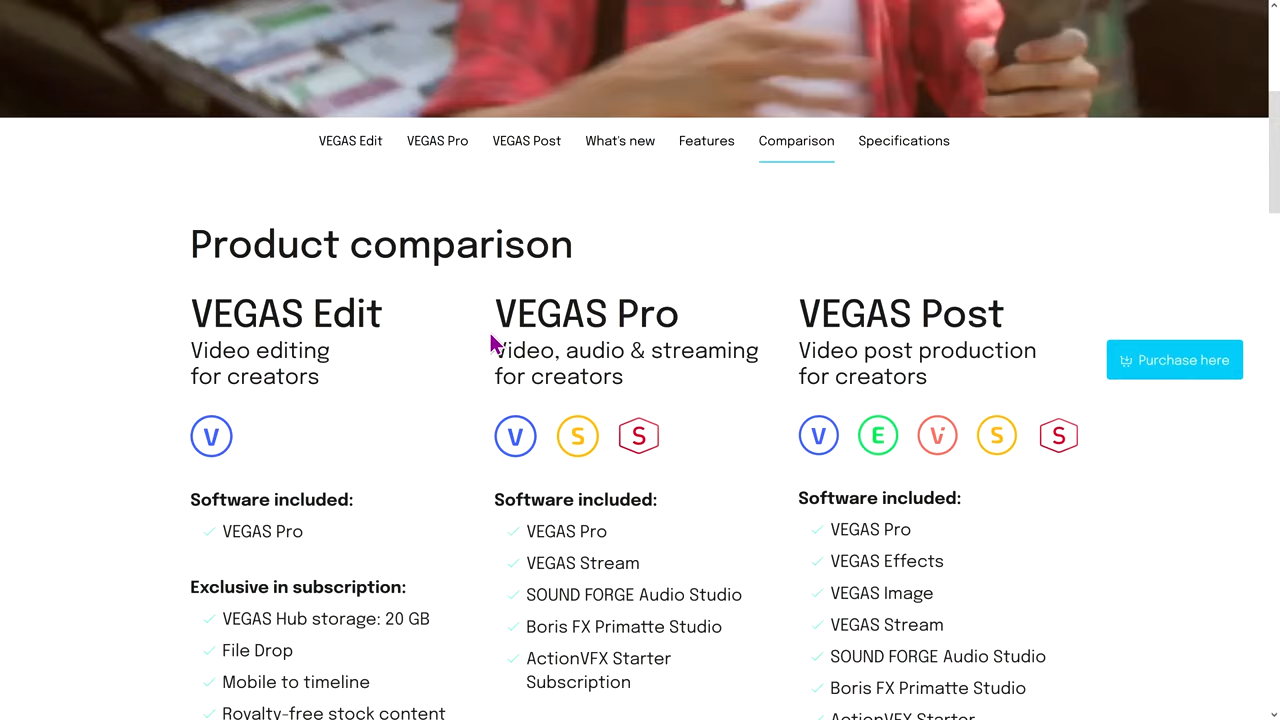 VEGAS Edit VEGAS Pro VEGAS Post What's new Features Comparison Specifications
Product comparison
VEGAS Edit
Video editing
for creators
V
Software included:
VEGAS Pro
Exclusive in subscription:
VEGAS Hub storage: 20 GB
File Drop
Mobile to timeline
Royalty-free stock content
VEGAS Pro
Video, audio & streaming
for creators
V S S
Software included:
VEGAS Pro
VEGAS Stream
SOUND FORGE Audio Studio
Boris FX Primatte Studio
ActionVFX Starter
Subscription
VEGAS Post
Video post production
for creators
V E Vi S S
Software included:
VEGAS Pro
VEGAS Effects
VEGAS Image
VEGAS Stream
SOUND FORGE Audio Studio
Boris FX Primatte Studio
ActionVFX Starter
Purchase here